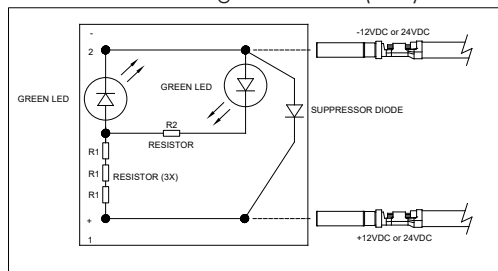 -
2
-12VDC or 24VDC
GREEN LED
GREEN LED
SUPPRESSOR DIODE
R2
RESISTOR
R1
R1
RESISTOR (3X)
R1
+
1
+12VDC or 24VDC